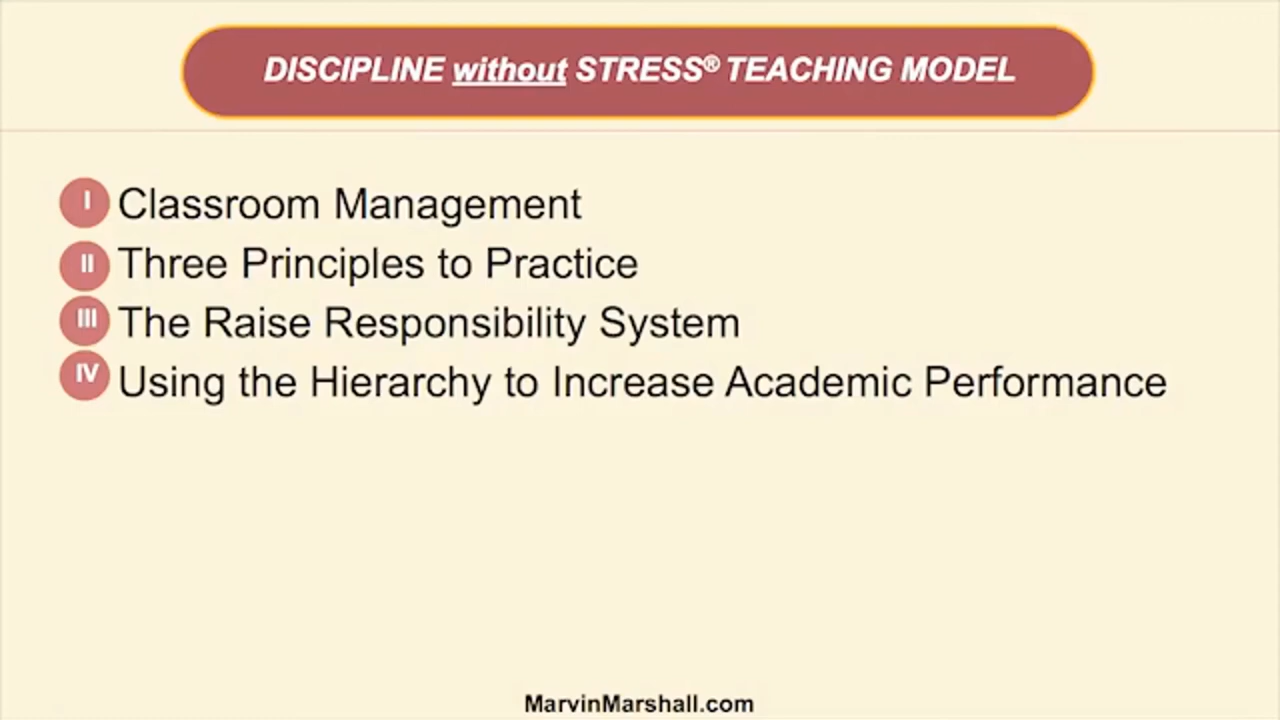 DISCIPLINE without STRESS® TEACHING MODEL
I Classroom Management
II Three Principles to Practice
III The Raise Responsibility System
IV Using the Hierarchy to Increase Academic Performance
MarvinMarshall.com